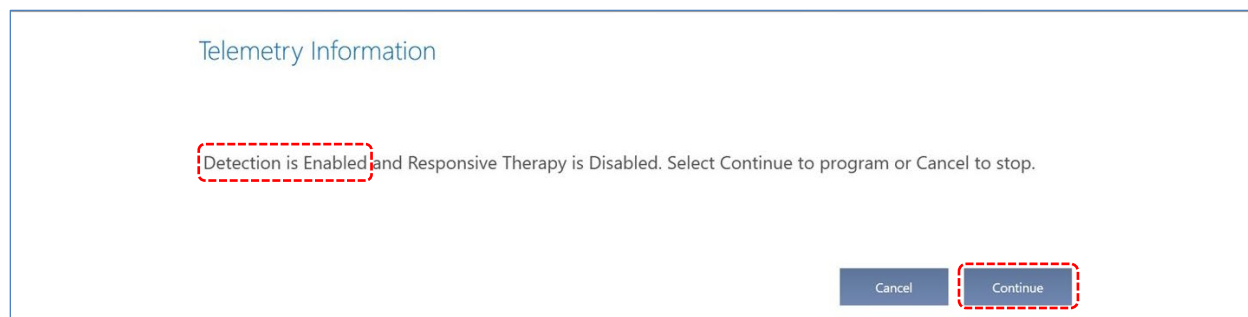 Telemetry Information
Detection is Enabled and Responsive Therapy is Disabled. Select Continue to program or Cancel to stop.
Cancel
Continue